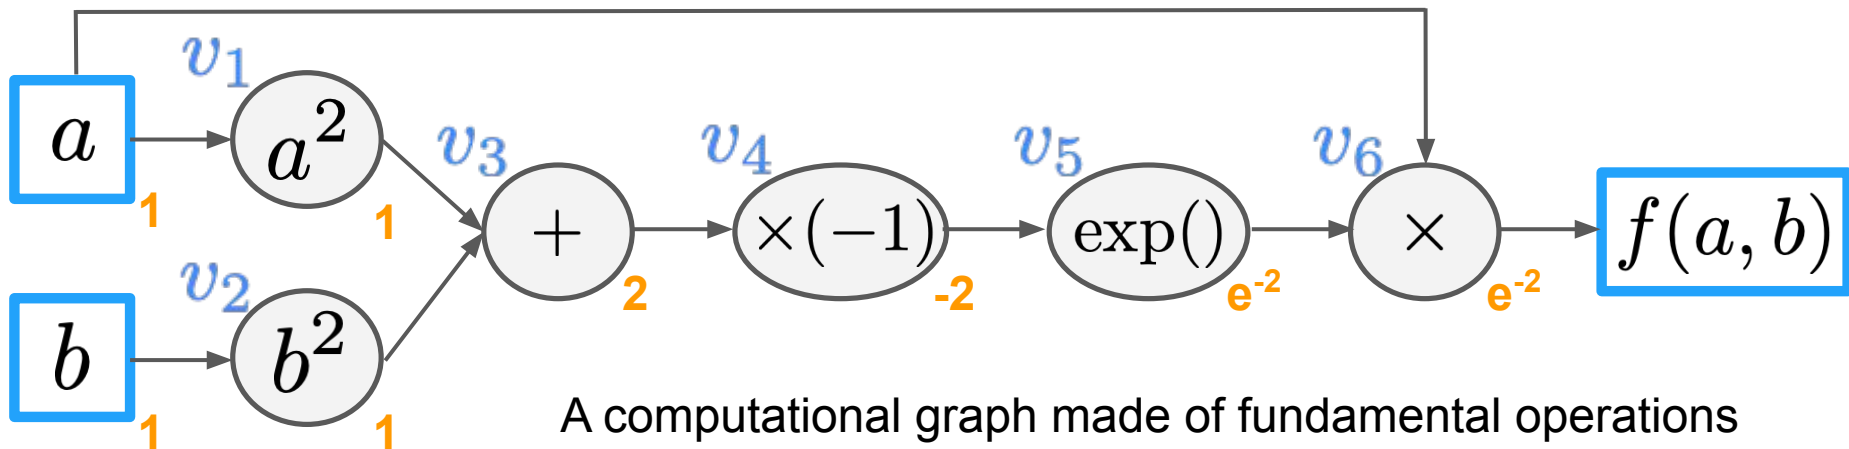 v₁
a
a²
1
1
v₃
+
2
v₄
×(−1)
-2
v₅
exp()
e⁻²
v₆
×
e⁻²
f(a, b)
v₂
b
b²
1
1
A computational graph made of fundamental operations